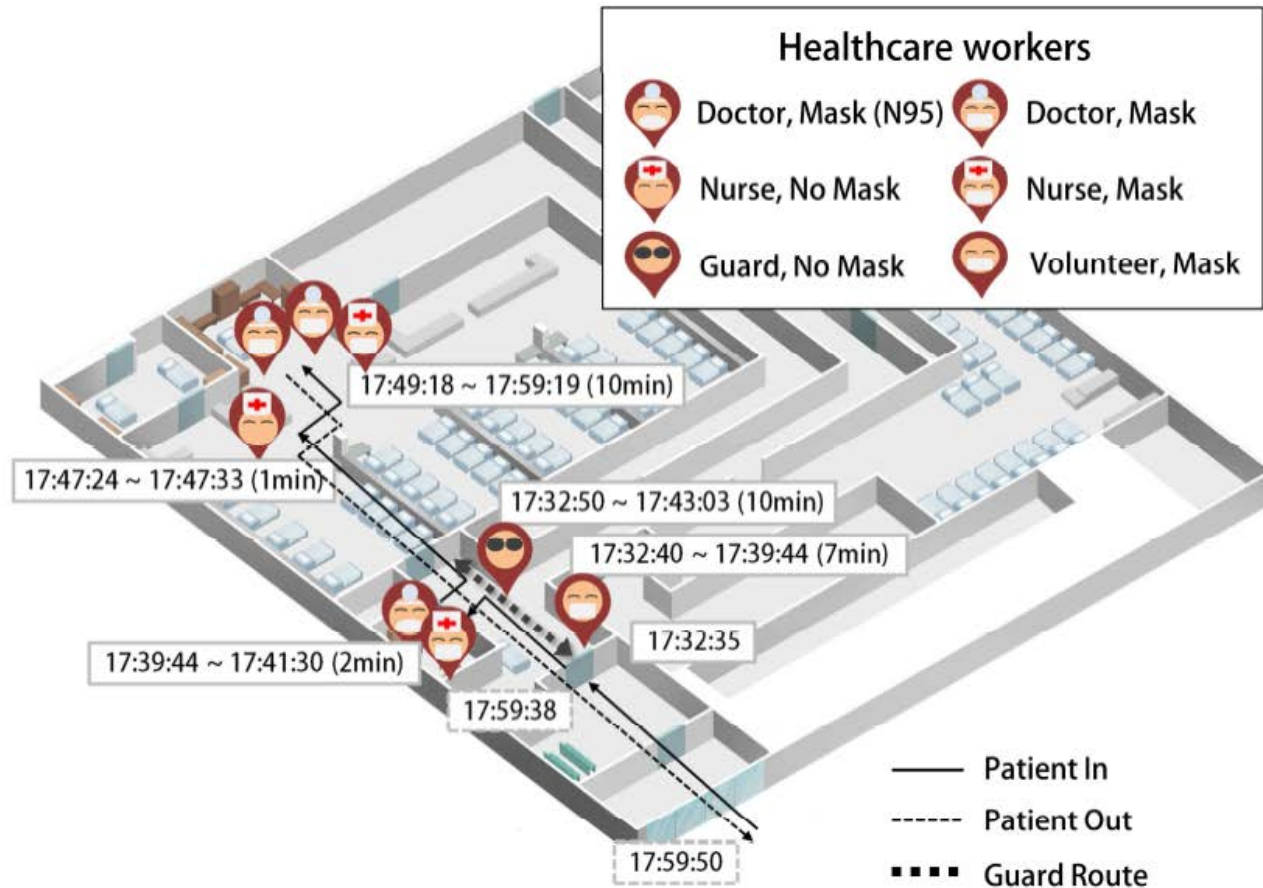 Healthcare workers
Doctor, Mask (N95)
Doctor, Mask
Nurse, No Mask
Nurse, Mask
Guard, No Mask
Volunteer, Mask
17:49:18 ~ 17:59:19 (10min)
17:47:24 ~ 17:47:33 (1min)
17:32:50 ~ 17:43:03 (10min)
17:32:40 ~ 17:39:44 (7min)
17:32:35
17:39:44 ~ 17:41:30 (2min)
17:59:38
Patient In
Patient Out
17:59:50
Guard Route